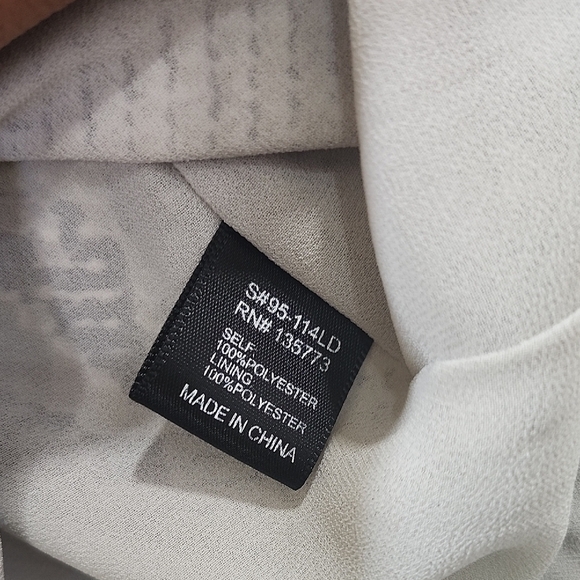 S#95-114LD
RN# 135773
SELF
100%POLYESTER
LINING
100%POLYESTER
MADE IN CHINA